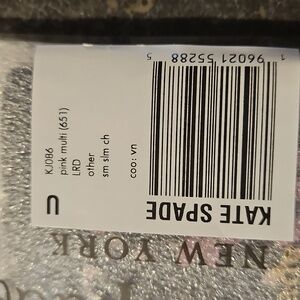 KJ086
pink multi (651)
LRD
other
sm slm ch
coo: vn
U
KATE SPADE
1 96021 55288 5
NEW YORK